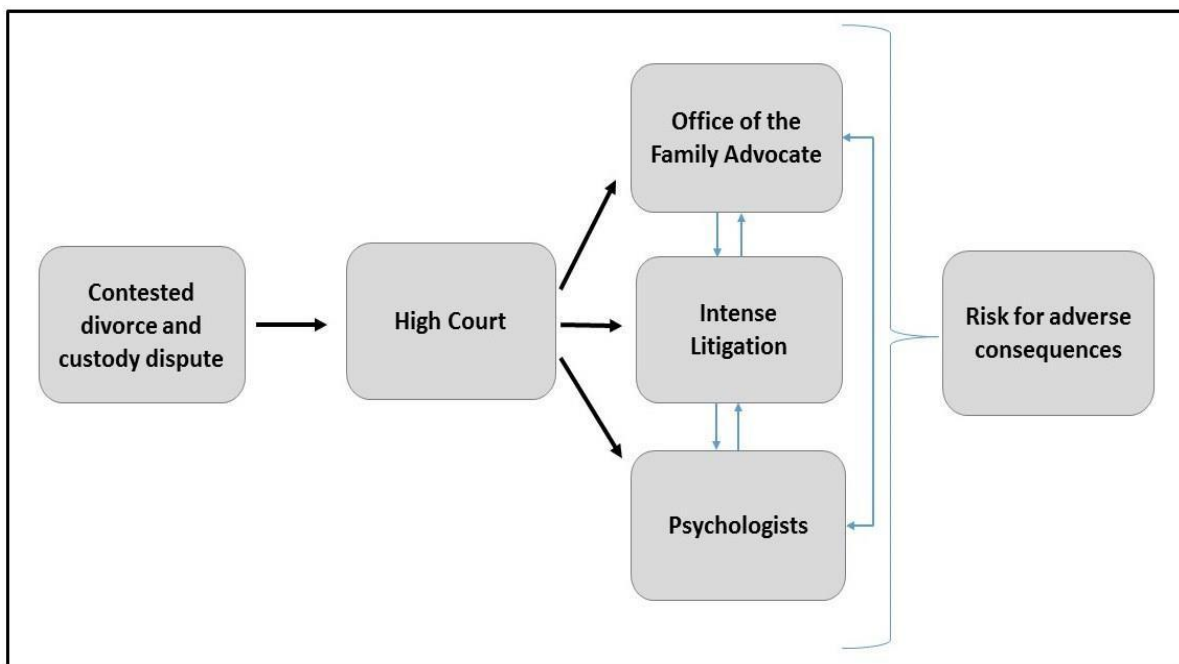 Contested
divorce and
custody dispute
High Court
Office of the
Family Advocate
Intense
Litigation
Psychologists
Risk for adverse
consequences